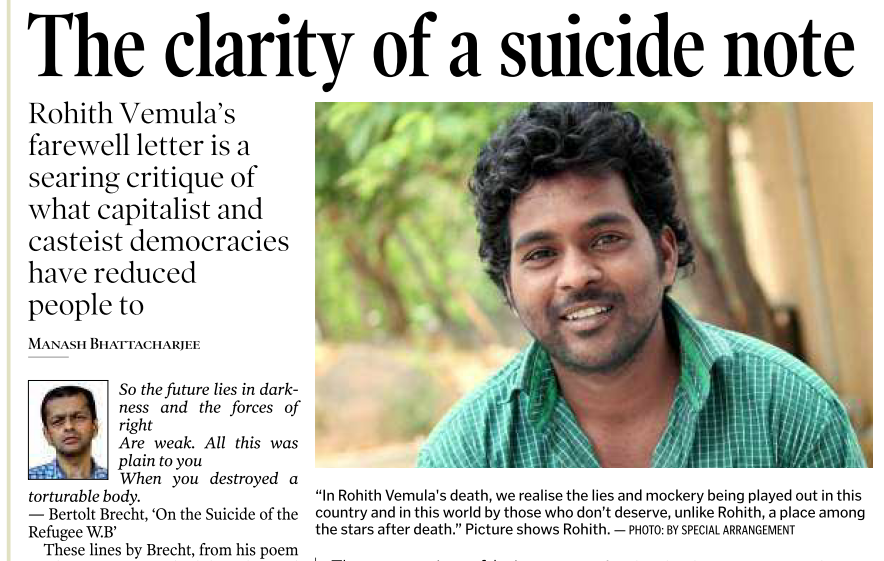 The clarity of a suicide note
Rohith Vemula's
farewell letter is a
searing critique of
what capitalist and
casteist democracies
have reduced
people to
MANASH BHATTACHARJEE
So the future lies in dark-
ness and the forces of
right
Are weak. All this was
plain to you
When you destroyed a
torturable body.
— Bertolt Brecht, ‘On the Suicide of the
Refugee W.B’
These lines by Brecht, from his poem
“In Rohith Vemula's death, we realise the lies and mockery being played out in this
country and in this world by those who don’t deserve, unlike Rohith, a place among
the stars after death.” Picture shows Rohith. — PHOTO: BY SPECIAL ARRANGEMENT